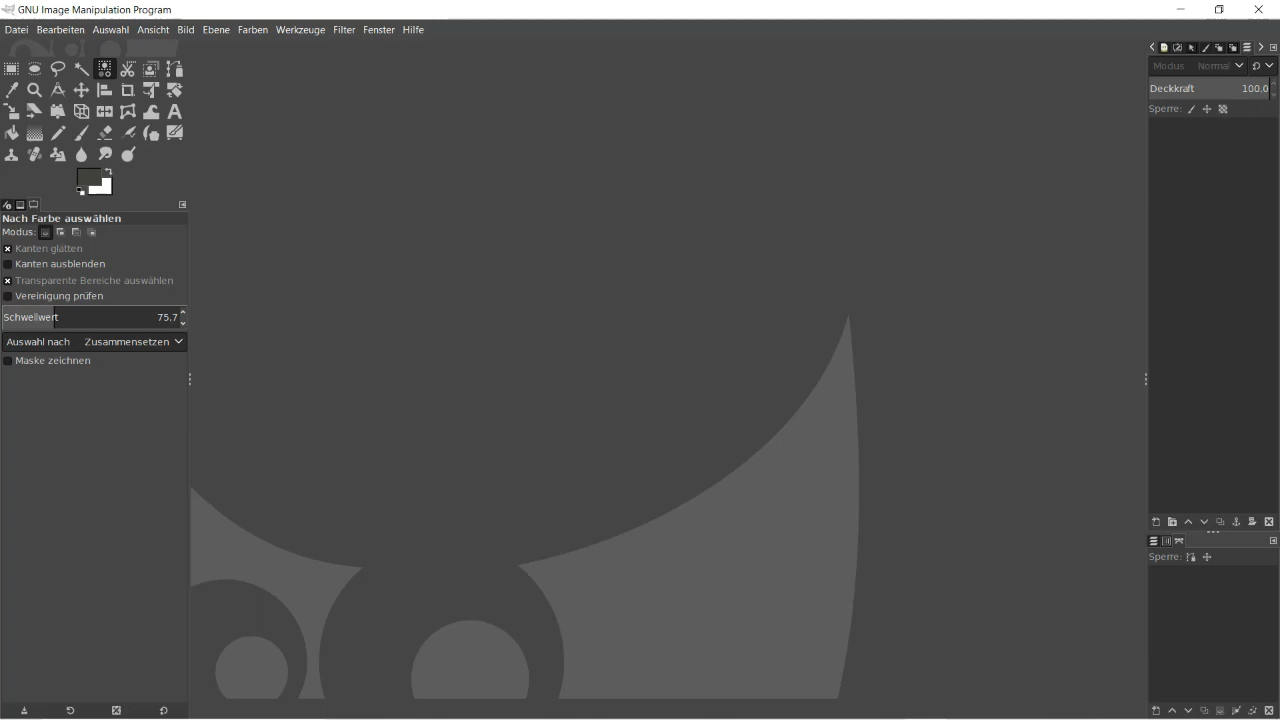 GNU Image Manipulation Program
Datei Bearbeiten Auswahl Ansicht Bild Ebene Farben Werkzeuge Filter Fenster Hilfe
Modus Normal
Deckkraft 100.0
Sperre:
Nach Farbe auswählen
Modus:
Kanten glätten
Kanten ausblenden
Transparente Bereiche auswählen
Vereinigung prüfen
Schwellwert 75.7
Auswahl nach Zusammensetzen
Maske zeichnen
Sperre: